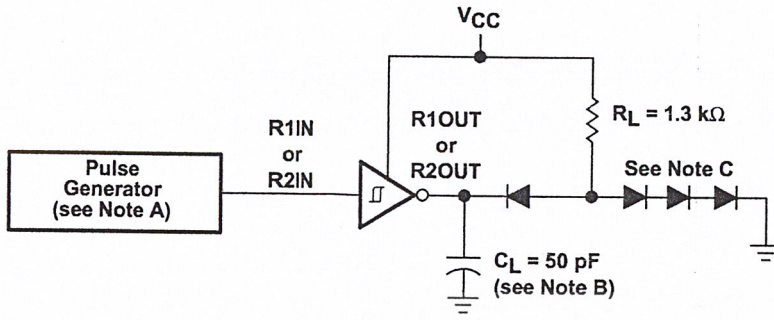 VCC
R1IN
or
R2IN
R1OUT
or
R2OUT
RL = 1.3 kΩ
Pulse
Generator
(see Note A)
See Note C
CL = 50 pF
(see Note B)